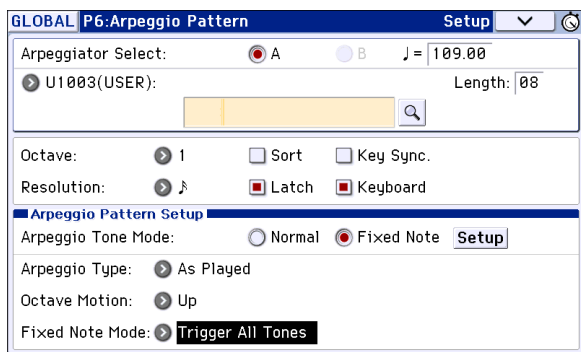 GLOBAL P6:Arpeggio Pattern Setup
Arpeggiator Select: A B ♩= 109.00
U1003(USER): Length: 08
Octave: 1 Sort Key Sync.
Resolution: 𝅘𝅥𝅯 Latch Keyboard
Arpeggio Pattern Setup
Arpeggio Tone Mode: Normal Fixed Note Setup
Arpeggio Type: As Played
Octave Motion: Up
Fixed Note Mode: Trigger All Tones